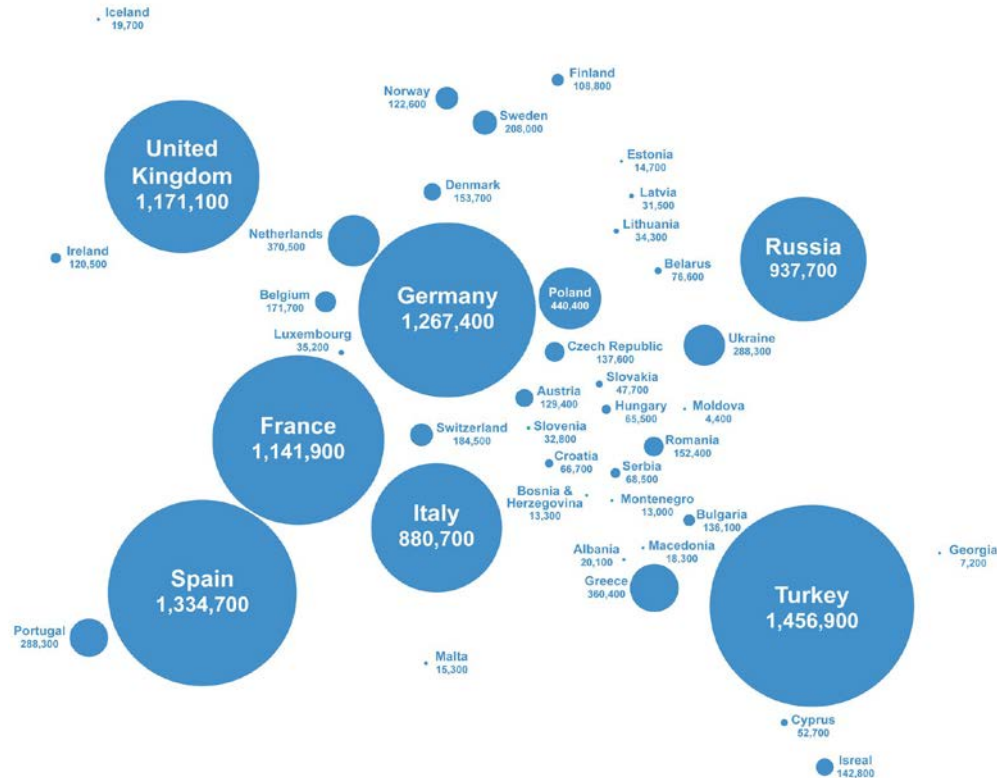 Iceland
19,700
Finland
108,800
Norway
122,600
Sweden
208,000
United
Kingdom
1,171,100
Estonia
14,700
Denmark
153,700
Latvia
31,500
Lithuania
34,300
Netherlands
370,500
Ireland
120,500
Russia
937,700
Belarus
76,600
Germany
1,267,400
Poland
440,400
Belgium
171,700
Luxembourg
35,200
Ukraine
288,300
Czech Republic
137,600
Slovakia
47,700
Austria
129,400
Hungary
65,500
Moldova
4,400
France
1,141,900
Switzerland
184,500
Slovenia
32,800
Romania
152,400
Croatia
66,700
Serbia
68,500
Bosnia &
Herzegovina
13,300
Montenegro
13,000
Bulgaria
136,100
Italy
880,700
Albania
20,100
Macedonia
18,300
Georgia
7,200
Greece
360,400
Spain
1,334,700
Turkey
1,456,900
Portugal
288,300
Malta
15,300
Cyprus
52,700
Isreal
142,800